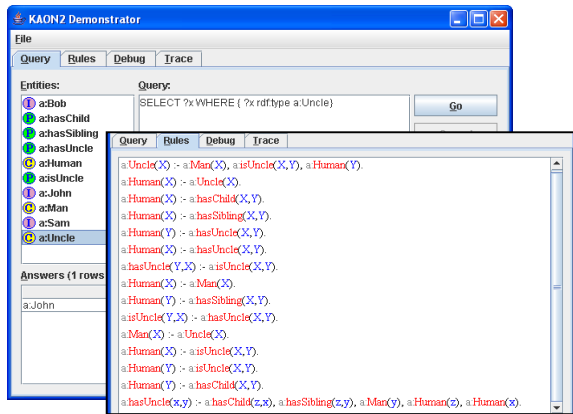 KAON2 Demonstrator
File
Query Rules Debug Trace
Entities:
Query:
I a:Bob
P a:hasChild
P a:hasSibling
P a:hasUncle
C a:Human
P a:isUncle
I a:John
C a:Man
I a:Sam
C a:Uncle
SELECT ?x WHERE { ?x rdf:type a:Uncle}
Go
Answers (1 rows
a:John
Query Rules Debug Trace
a:Uncle(X) :- a:Man(X), a:isUncle(X,Y), a:Human(Y).
a:Human(X) :- a:Uncle(X).
a:Human(X) :- a:hasChild(X,Y).
a:Human(X) :- a:hasSibling(X,Y).
a:Human(Y) :- a:hasUncle(X,Y).
a:Human(X) :- a:hasUncle(X,Y).
a:hasUncle(Y,X) :- a:isUncle(X,Y).
a:Human(X) :- a:Man(X).
a:Human(Y) :- a:hasSibling(X,Y).
a:isUncle(Y,X) :- a:hasUncle(X,Y).
a:Man(X) :- a:Uncle(X).
a:Human(X) :- a:isUncle(X,Y).
a:Human(Y) :- a:isUncle(X,Y).
a:Human(Y) :- a:hasChild(X,Y).
a:hasUncle(x,y) :- a:hasChild(z,x), a:hasSibling(z,y), a:Man(y), a:Human(z), a:Human(x).